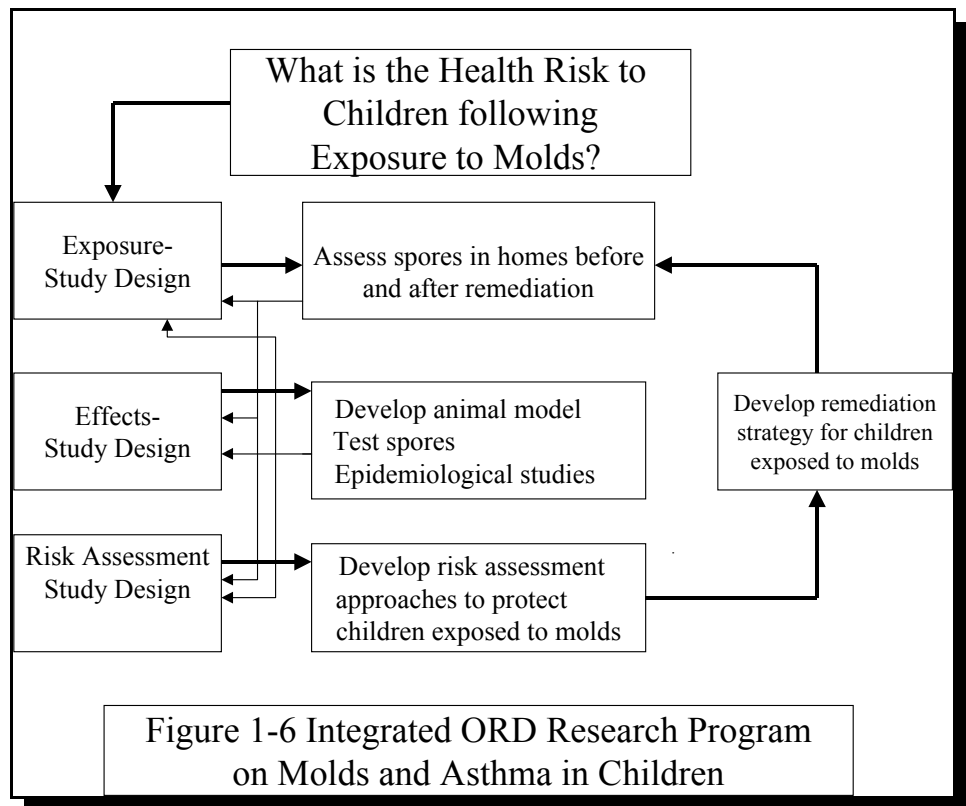 What is the Health Risk to
Children following
Exposure to Molds?
Exposure-
Study Design
Assess spores in homes before
and after remediation
Effects-
Study Design
Develop animal model
Test spores
Epidemiological studies
Develop remediation
strategy for children
exposed to molds
Risk Assessment
Study Design
Develop risk assessment
approaches to protect
children exposed to molds
Figure 1-6 Integrated ORD Research Program
on Molds and Asthma in Children